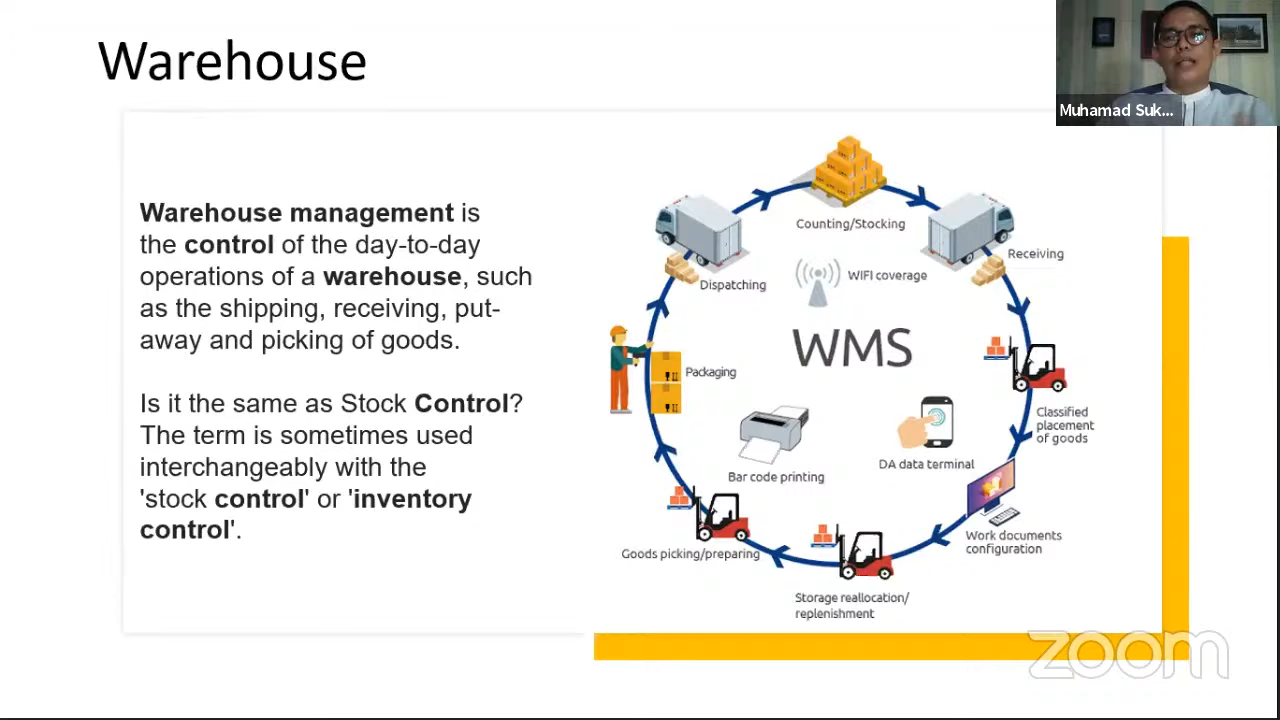 Warehouse
Muhamad Suk...
Warehouse management is
the control of the day-to-day
operations of a warehouse, such
as the shipping, receiving, put-
away and picking of goods.
Is it the same as Stock Control?
The term is sometimes used
interchangeably with the
'stock control' or 'inventory
control'.
Counting/Stocking
Receiving
Dispatching
WIFI coverage
WMS
Packaging
Classified
placement
of goods
DA data terminal
Bar code printing
Work documents
configuration
Goods picking/preparing
Storage reallocation/
replenishment
zoom